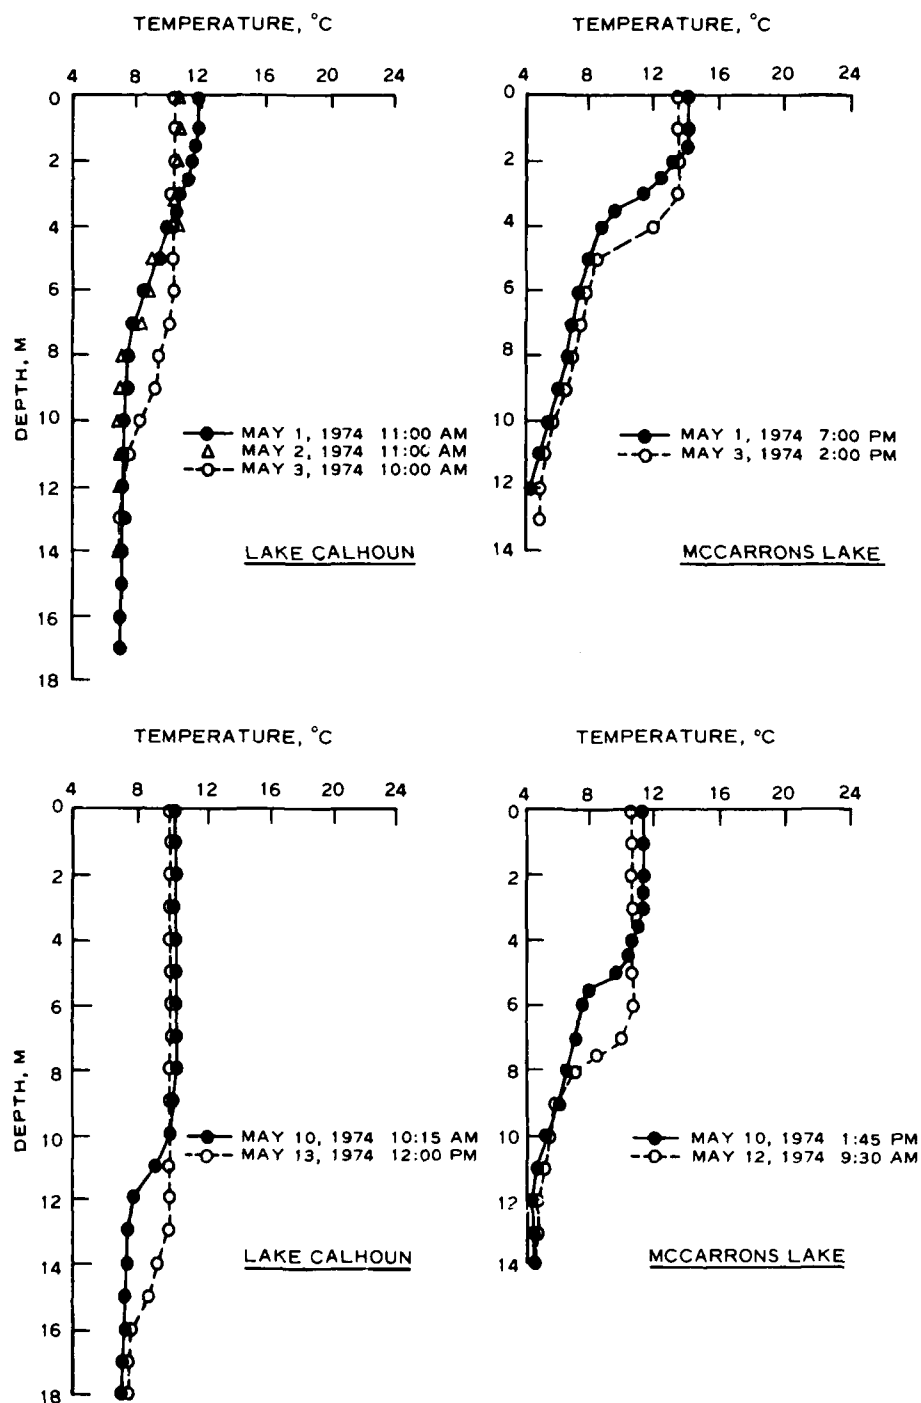 TEMPERATURE, °C
4 8 12 16 20 24
0
2
4
6
8
10
12
14
16
18
DEPTH, M
MAY 1, 1974 11:00 AM
MAY 2, 1974 11:00 AM
MAY 3, 1974 10:00 AM
LAKE CALHOUN
TEMPERATURE, °C
4 8 12 16 20 24
0
2
4
6
8
10
12
14
MAY 1, 1974 7:00 PM
MAY 3, 1974 2:00 PM
MCCARRONS LAKE
TEMPERATURE, °C
4 8 12 16 20 24
0
2
4
6
8
10
12
14
16
18
DEPTH, M
MAY 10, 1974 10:15 AM
MAY 13, 1974 12:00 PM
LAKE CALHOUN
TEMPERATURE, °C
4 8 12 16 20 24
0
2
4
6
8
10
12
14
MAY 10, 1974 1:45 PM
MAY 12, 1974 9:30 AM
MCCARRONS LAKE